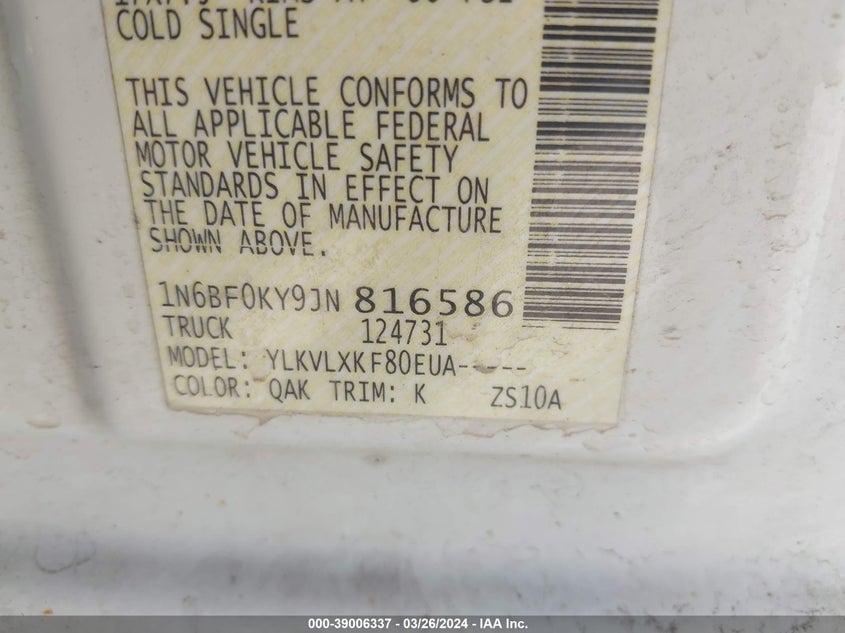 COLD SINGLE
THIS VEHICLE CONFORMS TO
ALL APPLICABLE FEDERAL
MOTOR VEHICLE SAFETY
STANDARDS IN EFFECT ON
THE DATE OF MANUFACTURE
SHOWN ABOVE.
1N6BF0KY9JN 816586
TRUCK 124731
MODEL: YLKVLXKF80EUA-----
COLOR: QAK TRIM: K ZS10A
000-39006337 - 03/26/2024 - IAA Inc.